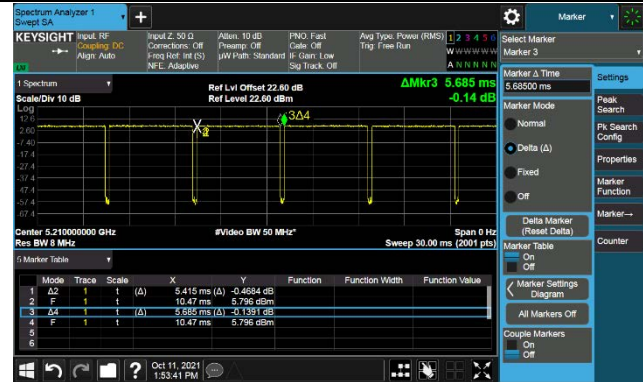 Spectrum Analyzer 1
Swept SA
+
Marker
KEYSIGHT
Input: RF
Coupling: DC
Align: Auto
Input Z: 50 Ω
Corrections: Off
Freq Ref: Int (S)
NFE: Adaptive
Atten: 10 dB
Preamp: Off
µW Path: Standard
PNO: Fast
Gate: Off
IF Gain: Low
Sig Track: Off
Avg Type: Power (RMS)
Trig: Free Run
1 2 3 4 5 6
W W W W W W
A N N N N N
Select Marker
Marker 3
1 Spectrum
Scale/Div 10 dB
Ref Lvl Offset 22.60 dB
Ref Level 22.60 dBm
ΔMkr3 5.685 ms
-0.14 dB
Log
12.6
2.60
-7.40
-17.4
-27.4
-37.4
-47.4
-57.4
-67.4
3Δ4
Center 5.210000000 GHz
Res BW 8 MHz
#Video BW 50 MHz*
Span 0 Hz
Sweep 30.00 ms (2001 pts)
5 Marker Table
Mode Trace Scale X Y Function Function Width Function Value
1 Δ2 1 t (Δ) 5.415 ms (Δ) -0.4684 dB
2 F 1 t 10.47 ms 5.796 dBm
3 Δ4 1 t (Δ) 5.685 ms (Δ) -0.1391 dB
4 F 1 t 10.47 ms 5.796 dBm
5
6
Marker Δ Time
5.68500 ms
Marker Mode
Normal
Delta (Δ)
Fixed
Off
Delta Marker
(Reset Delta)
Marker Table
On
Off
Marker Settings
Diagram
All Markers Off
Couple Markers
On
Off
Settings
Peak
Search
Pk Search
Config
Properties
Marker
Function
Marker→
Counter
?
Oct 11, 2021
1:53:41 PM